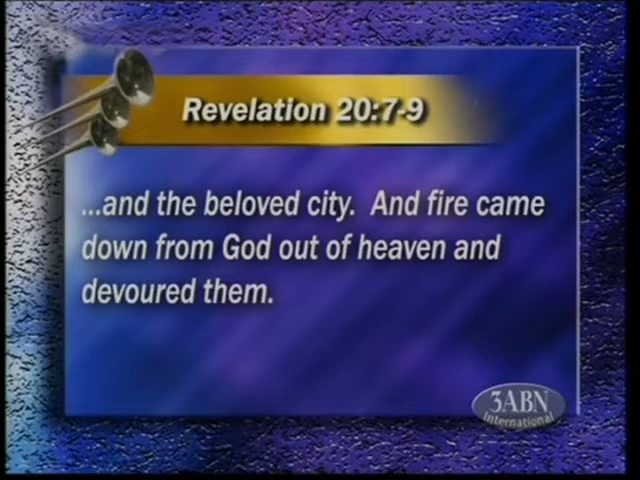 Revelation 20:7-9
...and the beloved city.  And fire came
down from God out of heaven and
devoured them.
3ABN
International